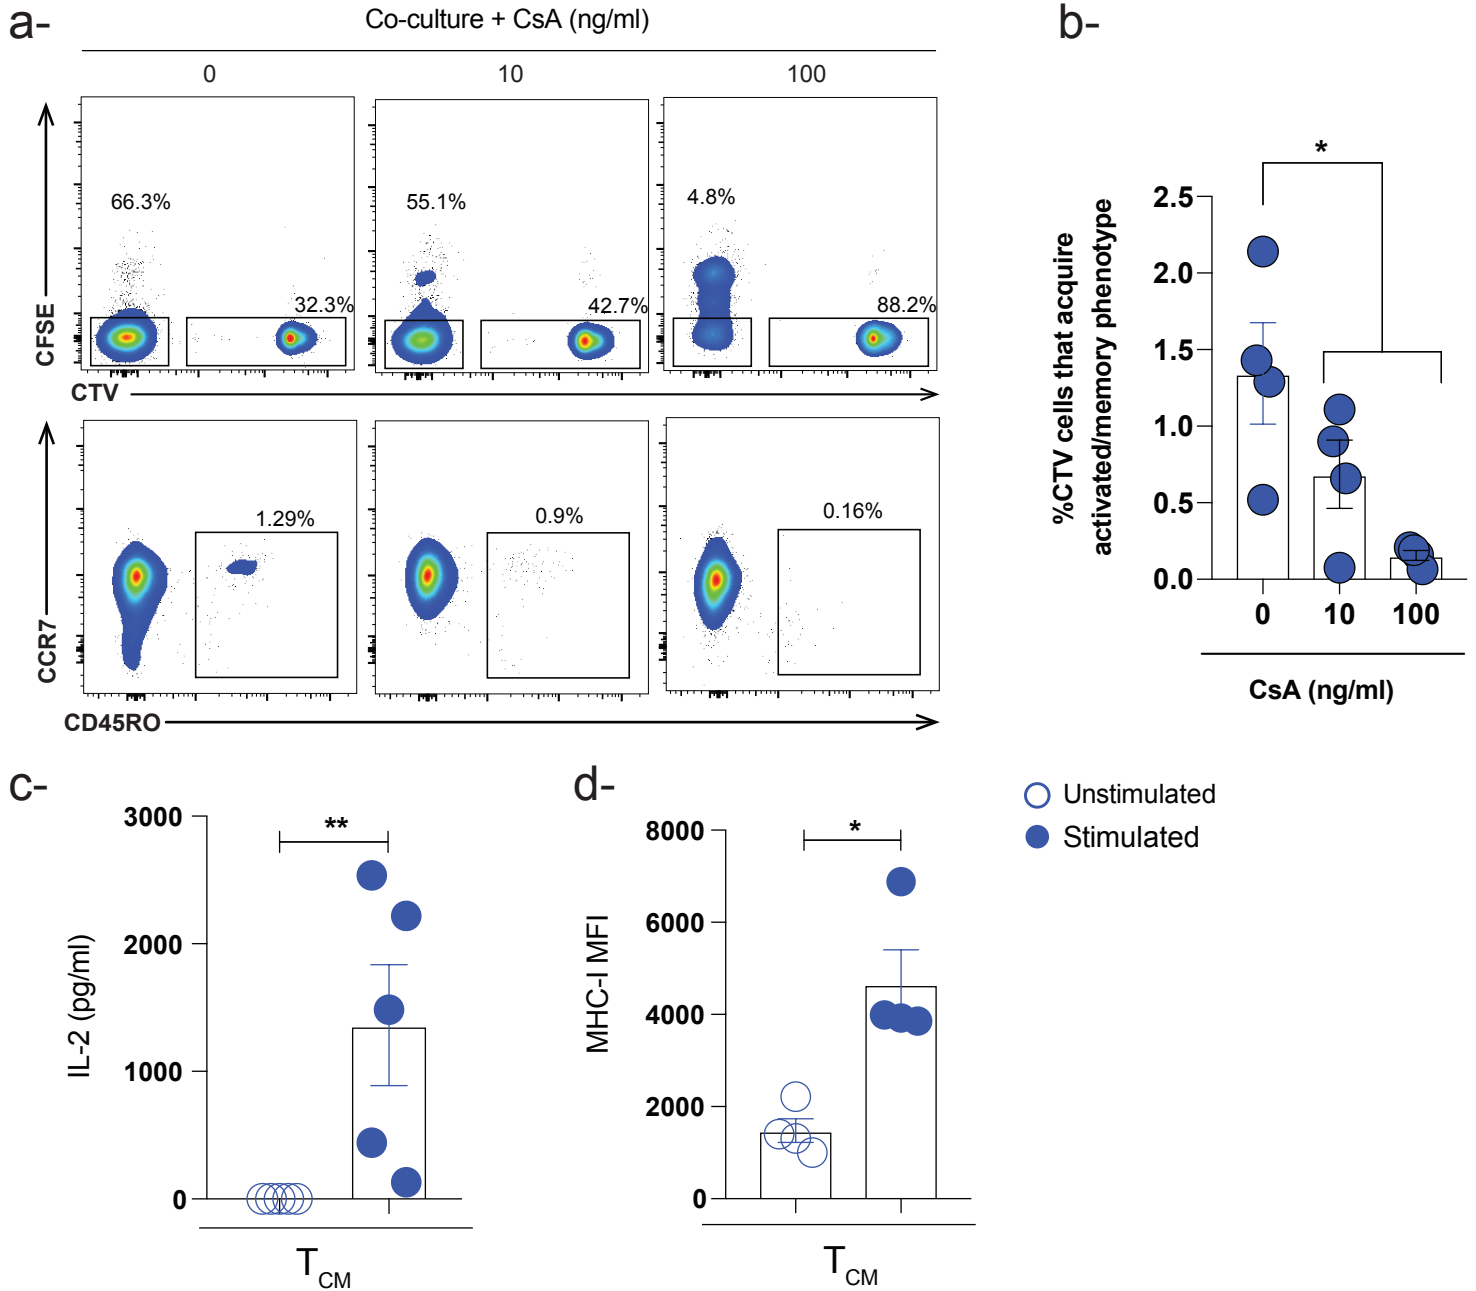 a-
Co-culture + CsA (ng/ml)
0
10
100
66.3%
55.1%
4.8%
32.3%
42.7%
88.2%
CFSE
CTV
1.29%
0.9%
0.16%
CCR7
CD45RO
b-
*
2.5
2.0
1.5
1.0
0.5
0.0
%CTV cells that acquire
activated/memory phenotype
0
10
100
CsA (ng/ml)
c-
3000
2000
1000
0
IL-2 (pg/ml)
**
TCM
d-
8000
6000
4000
2000
0
MHC-I MFI
*
TCM
Unstimulated
Stimulated